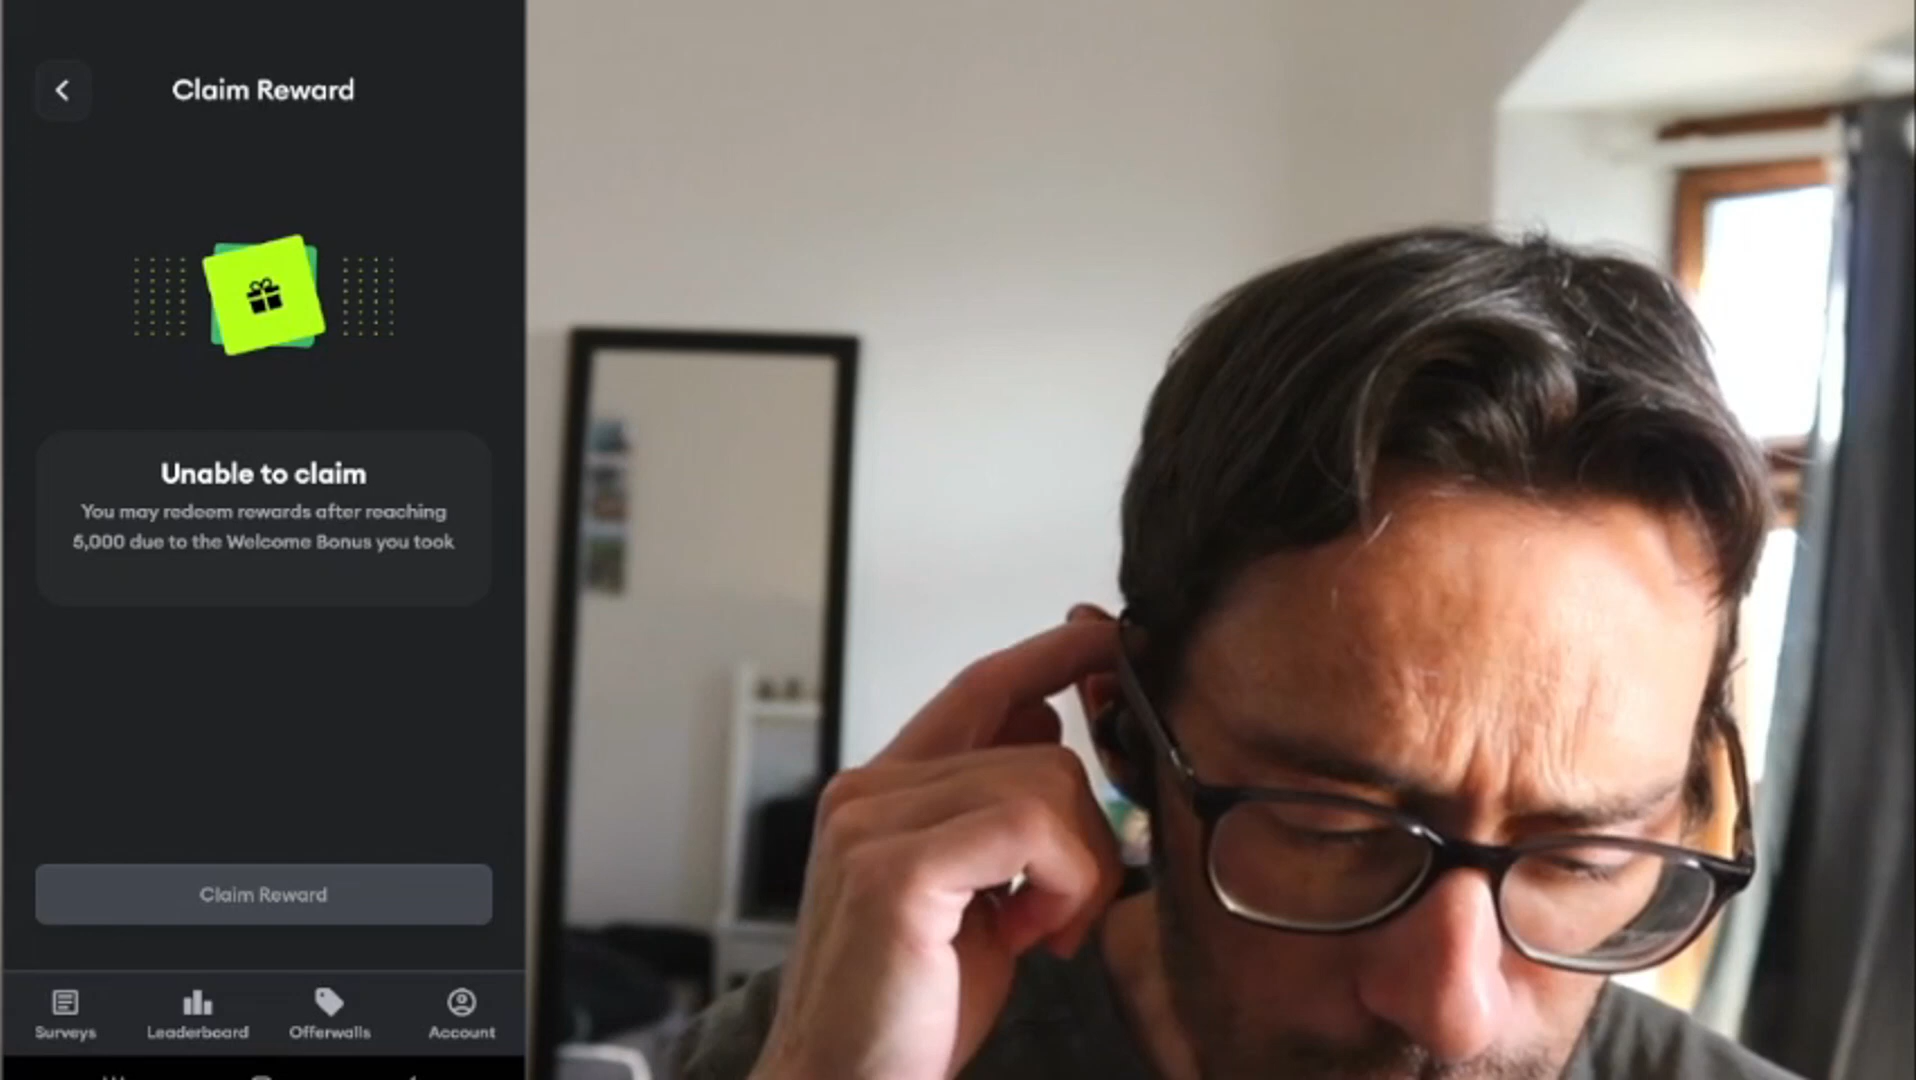 Claim Reward
Unable to claim
You may redeem rewards after reaching
5,000 due to the Welcome Bonus you took
Claim Reward
Surveys
Leaderboard
Offerwalls
Account